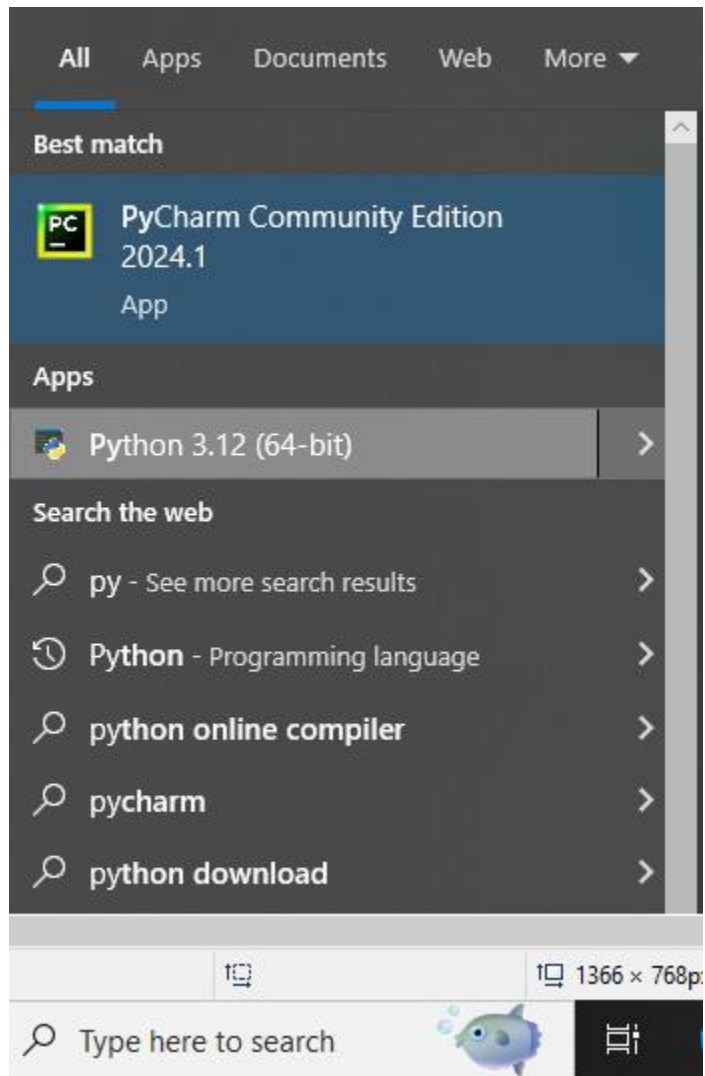 All Apps Documents Web More
Best match
PC
PyCharm Community Edition
2024.1
App
Apps
Python 3.12 (64-bit)
Search the web
py - See more search results
Python - Programming language
python online compiler
pycharm
python download
1366 × 768p
Type here to search